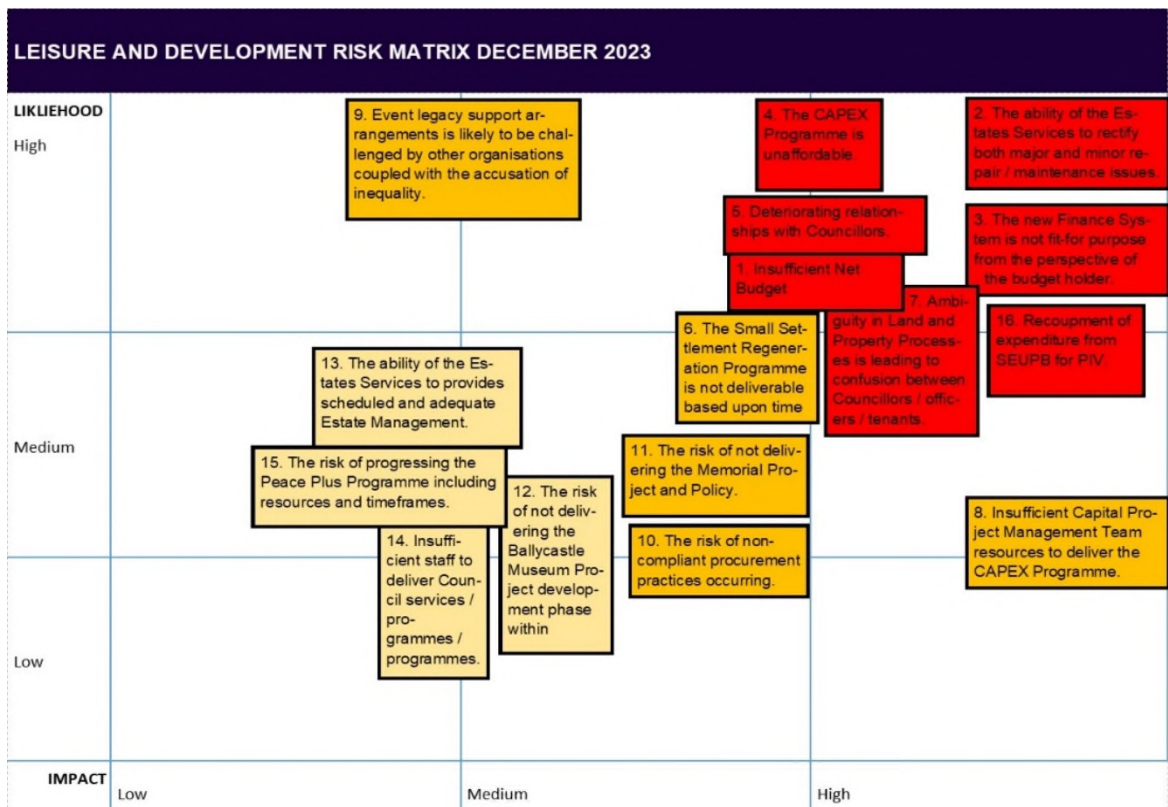 LEISURE AND DEVELOPMENT RISK MATRIX DECEMBER 2023
LIKLIEHOOD
High
9. Event legacy support ar-
rangements is likely to be chal-
lenged by other organisations
coupled with the accusation of
inequality.
4. The CAPEX
Programme is
unaffordable.
2. The ability of the Es-
tates Services to rectify
both major and minor re-
pair / maintenance issues.
5. Deteriorating relation-
ships with Councillors.
3. The new Finance Sys-
tem is not fit-for purpose
from the perspective of
the budget holder.
1. Insufficient Net
Budget
7. Ambi-
guity in Land and
Property Process-
es is leading to
confusion between
Councillors / offic-
ers / tenants.
16. Recoupment of
expenditure from
SEUPB for PIV.
6. The Small Set-
tlement Regener-
ation Programme
is not deliverable
based upon time
Medium
13. The ability of the Es-
tates Services to provides
scheduled and adequate
Estate Management.
15. The risk of progressing the
Peace Plus Programme including
resources and timeframes.
11. The risk of not deliv-
ering the Memorial Pro-
ject and Policy.
12. The risk
of not deliv-
ering the
Ballycastle
Museum Pro-
ject develop-
ment phase
within
8. Insufficient Capital Pro-
ject Management Team
resources to deliver the
CAPEX Programme.
14. Insuffi-
cient staff to
deliver Coun-
cil services /
pro-
grammes /
programmes.
10. The risk of non-
compliant procurement
practices occurring.
Low
IMPACT
Low
Medium
High